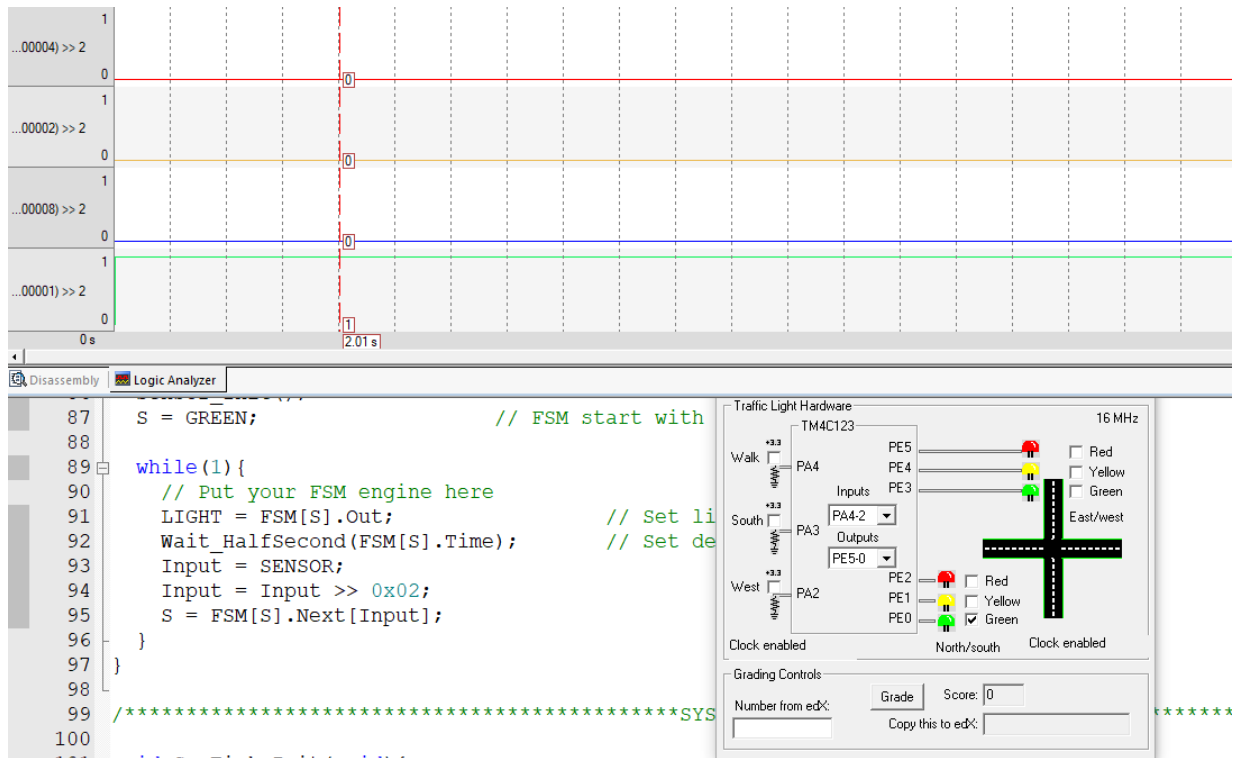 1
...00004) >> 2
0
0
1
...00002) >> 2
0
0
1
...00008) >> 2
0
0
1
...00001) >> 2
0
1
0 s
2.01 s
Disassembly
Logic Analyzer
87 S = GREEN; // FSM start with
88
89 while(1){
90 // Put your FSM engine here
91 LIGHT = FSM[S].Out; // Set li
92 Wait_HalfSecond(FSM[S].Time); // Set de
93 Input = SENSOR;
94 Input = Input >> 0x02;
95 S = FSM[S].Next[Input];
96 }
97 }
98
99 /*********************************************SYS
100
Traffic Light Hardware
16 MHz
TM4C123
+3.3
Walk
PA4
PE5
Red
PE4
Yellow
PE3
Green
Inputs
PA4-2
+3.3
South
PA3
East/west
Outputs
PE5-0
+3.3
West
PA2
PE2
Red
PE1
Yellow
PE0
Green
Clock enabled
North/south
Clock enabled
Grading Controls
Number from edX:
Grade
Score: 0
Copy this to edX: